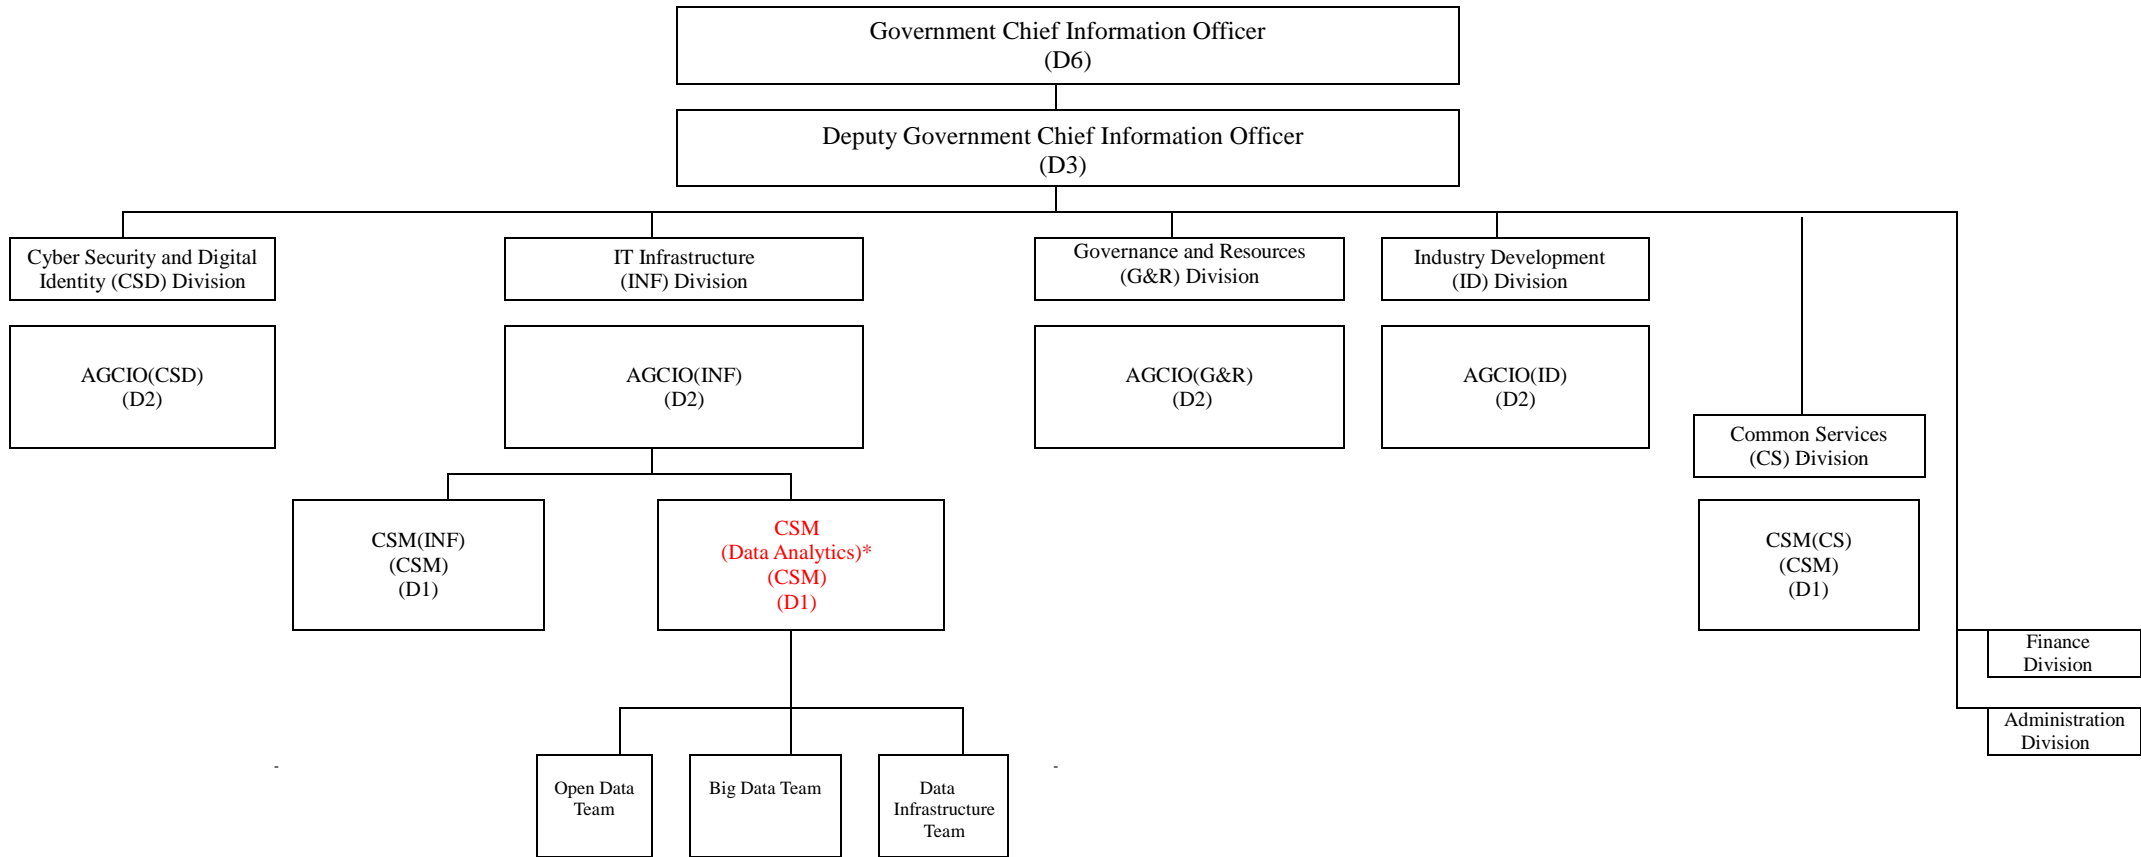 Government Chief Information Officer
(D6)
Deputy Government Chief Information Officer
(D3)
Cyber Security and Digital
Identity (CSD) Division
IT Infrastructure
(INF) Division
Governance and Resources
(G&R) Division
Industry Development
(ID) Division
AGCIO(CSD)
(D2)
AGCIO(INF)
(D2)
AGCIO(G&R)
(D2)
AGCIO(ID)
(D2)
Common Services
(CS) Division
CSM(INF)
(CSM)
(D1)
CSM
(Data Analytics)*
(CSM)
(D1)
CSM(CS)
(CSM)
(D1)
Finance
Division
Administration
Division
Open Data
Team
Big Data Team
Data
Infrastructure
Team